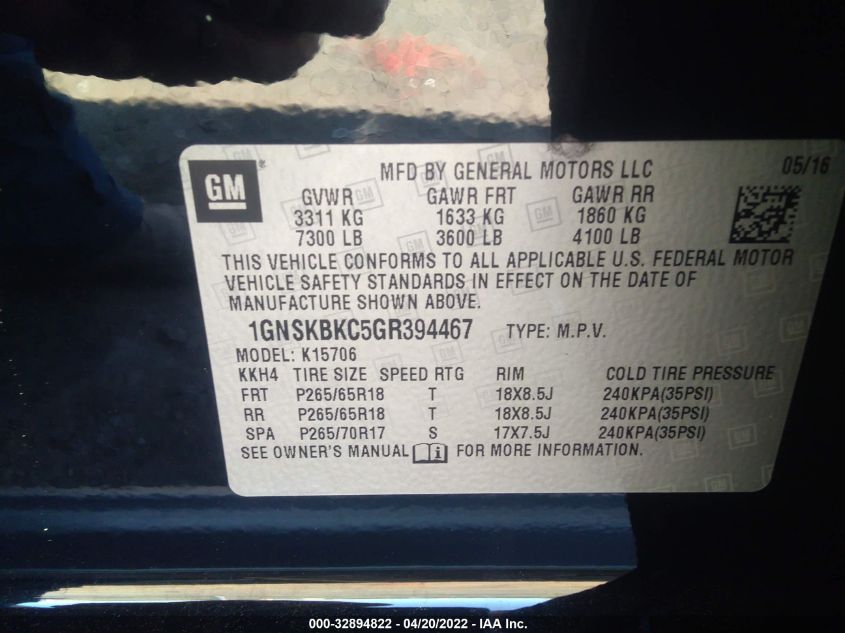 GM
MFD BY GENERAL MOTORS LLC
05/16
GVWR GAWR FRT GAWR RR
3311 KG 1633 KG 1860 KG
7300 LB 3600 LB 4100 LB
THIS VEHICLE CONFORMS TO ALL APPLICABLE U.S. FEDERAL MOTOR
VEHICLE SAFETY STANDARDS IN EFFECT ON THE DATE OF
MANUFACTURE SHOWN ABOVE.
1GNSKBKC5GR394467 TYPE: M.P.V.
MODEL: K15706
KKH4 TIRE SIZE SPEED RTG RIM COLD TIRE PRESSURE
FRT P265/65R18 T 18X8.5J 240KPA(35PSI)
RR P265/65R18 T 18X8.5J 240KPA(35PSI)
SPA P265/70R17 S 17X7.5J 240KPA(35PSI)
SEE OWNER'S MANUAL FOR MORE INFORMATION.
000-32894822 - 04/20/2022 - IAA Inc.